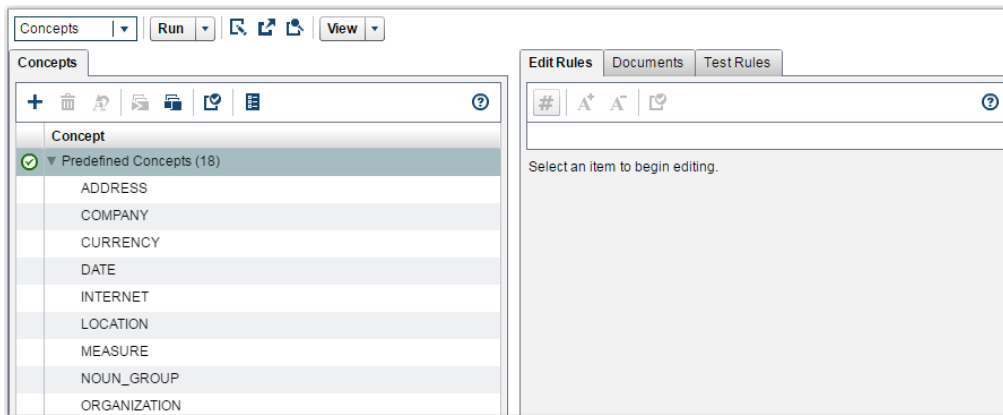 Concepts Run View
Concepts
Concept
Predefined Concepts (18)
ADDRESS
COMPANY
CURRENCY
DATE
INTERNET
LOCATION
MEASURE
NOUN_GROUP
ORGANIZATION
Edit Rules Documents Test Rules
Select an item to begin editing.